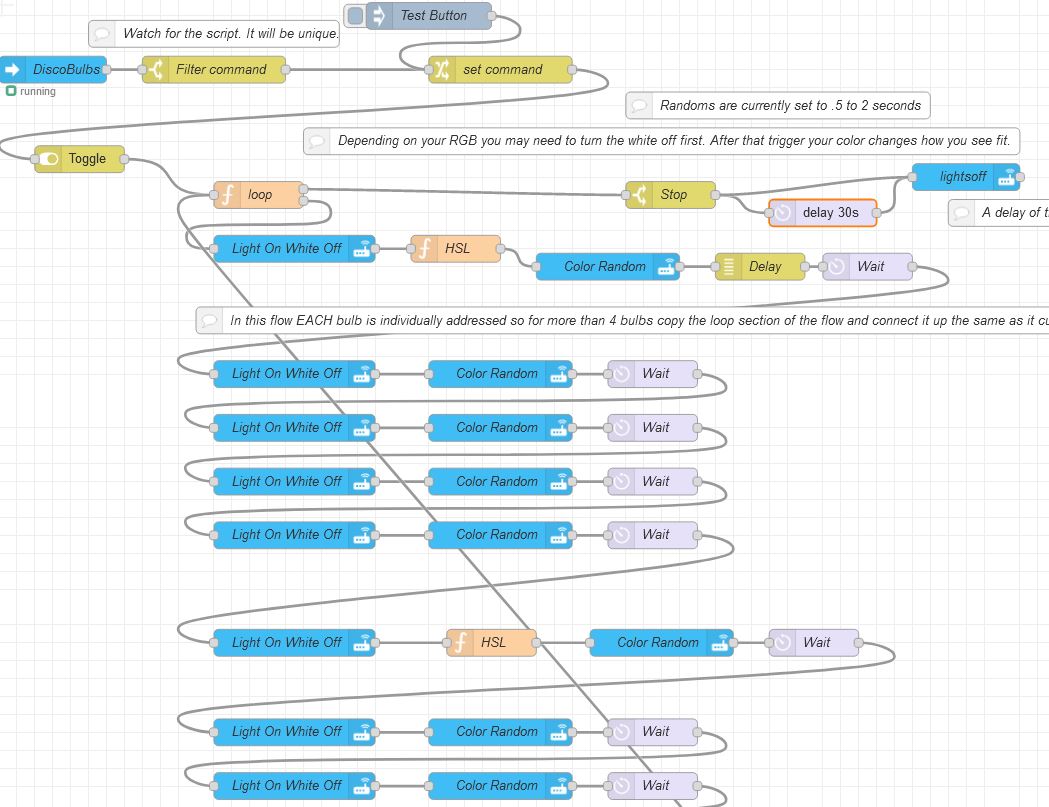 Test Button
Watch for the script. It will be unique.
DiscoBulbs
Filter command
set command
running
Randoms are currently set to .5 to 2 seconds
Depending on your RGB you may need to turn the white off first. After that trigger your color changes how you see fit.
Toggle
lightsoff
loop
Stop
delay 30s
A delay of
Light On White Off
HSL
Color Random
Delay
Wait
In this flow EACH bulb is individually addressed so for more than 4 bulbs copy the loop section of the flow and connect it up the same as it
Light On White Off
Color Random
Wait
Light On White Off
Color Random
Wait
Light On White Off
Color Random
Wait
Light On White Off
Color Random
Wait
Light On White Off
HSL
Color Random
Wait
Light On White Off
Color Random
Wait
Light On White Off
Color Random
Wait